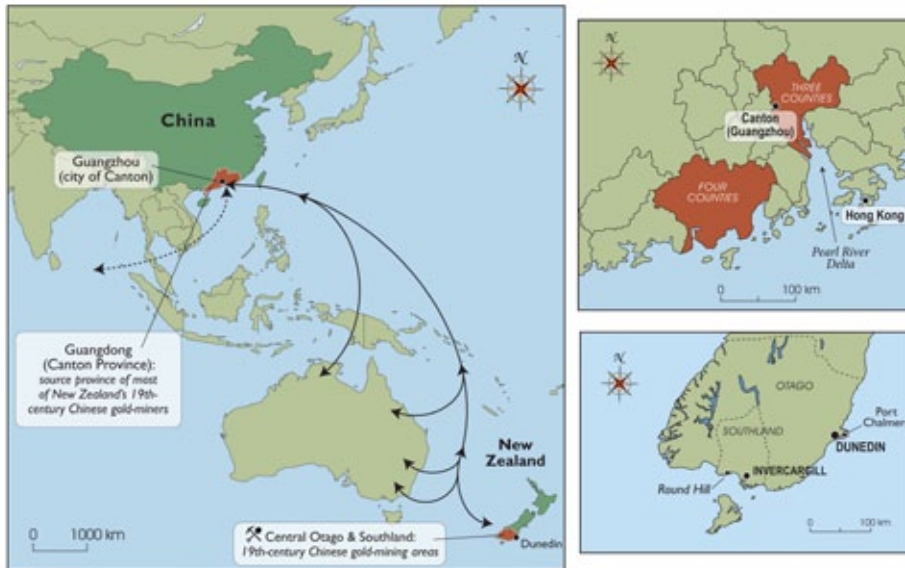 N
China
Guangzhou
(city of Canton)
Guangdong
(Canton Province):
source province of most
of New Zealand's 19th-
century Chinese gold-miners
New
Zealand
Central Otago & Southland:
19th-century Chinese gold-mining areas
Dunedin
0 1000 km
N
THREE
COUNTIES
Canton
(Guangzhou)
FOUR
COUNTIES
Hong Kong
Pearl River
Delta
0 100 km
N
OTAGO
SOUTHLAND
Port
Chalmers
DUNEDIN
INVERCARGILL
Round Hill
0 100 km